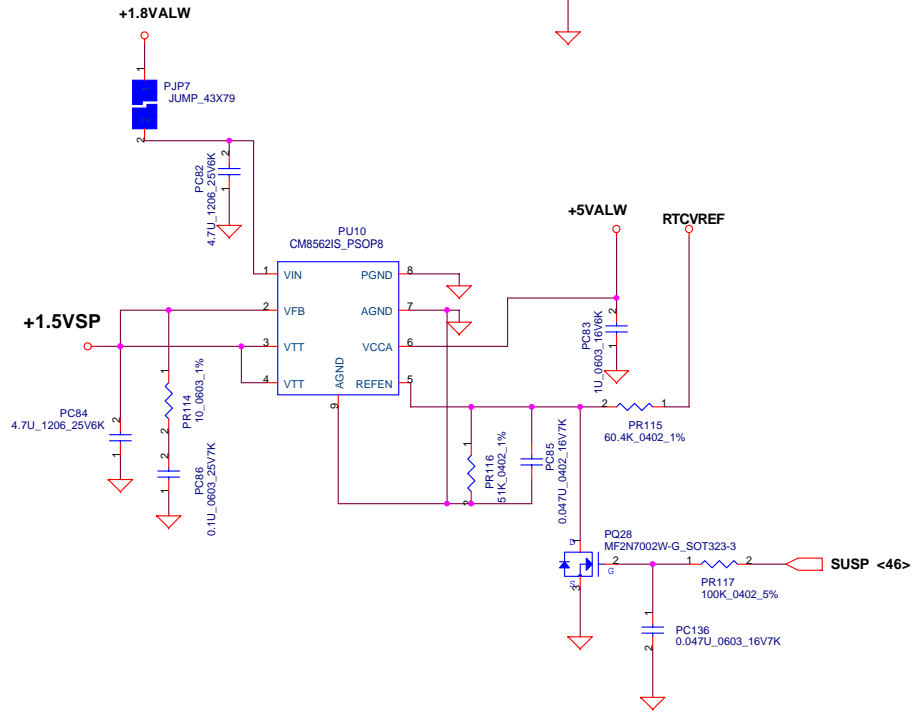 +1.8VALW
1
PJP7
JUMP_43X79
1
2
2
2
PC82
4.7U_1206_25V6K
1
+5VALW
RTCVREF
PU10
CM8562IS_PSOP8
1
VIN
PGND
8
2
VFB
AGND
7
+1.5VSP
3
VTT
VCCA
6
4
VTT
AGND
REFEN
5
9
2
PC83
1U_0603_16V6K
1
1
PR114
10_0603_1%
2
PC84
4.7U_1206_25V6K
2
1
2
PC86
0.1U_0603_25V7K
1
1
PR116
51K_0402_1%
2
PC85
0.047U_0402_16V7K
2
1
PR115
60.4K_0402_1%
1
D
PQ28
MF2N7002W-G_SOT323-3
2
G
S
3
1
2
PR117
100K_0402_5%
SUSP <46>
1
PC136
0.047U_0603_16V7K
2